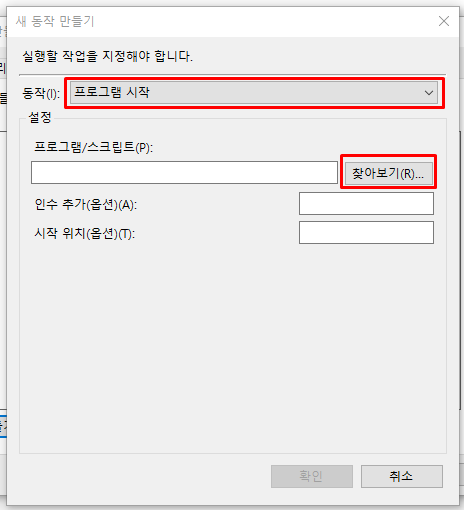 새 동작 만들기
실행할 작업을 지정해야 합니다.
동작(I): 프로그램 시작
설정
프로그램/스크립트(P):
찾아보기(R)...
인수 추가(옵션)(A):
시작 위치(옵션)(T):
확인 취소